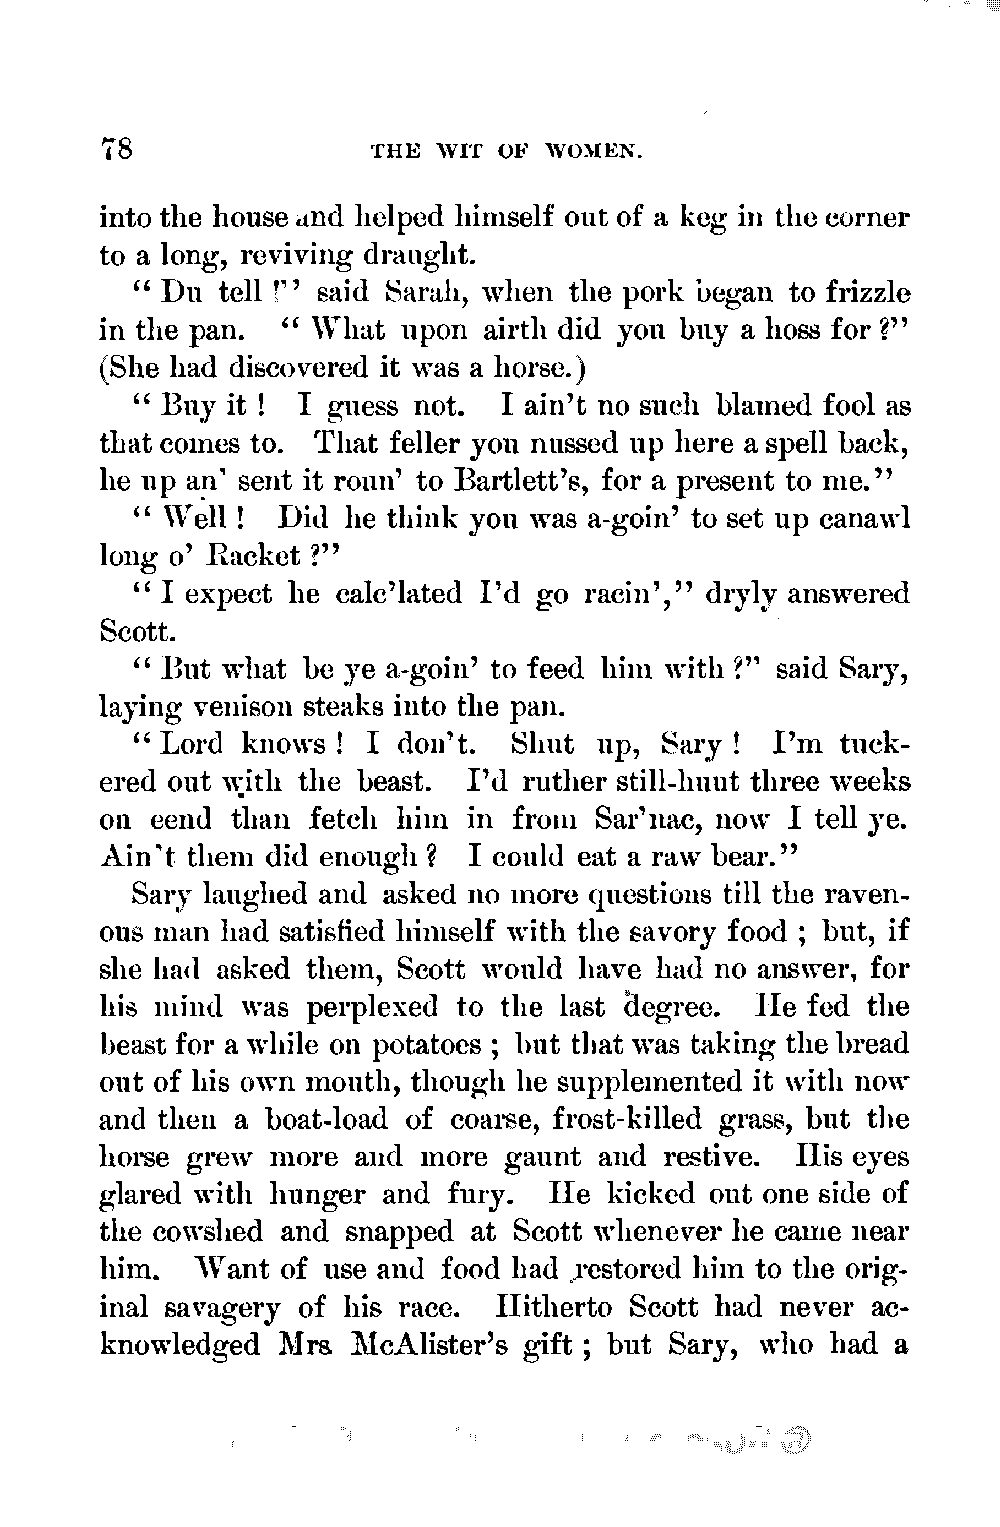 78 THE WIT OF WOMEN.
into the house and helped himself out of a keg in the corner
to a long, reviving draught.
“ Du tell !” said Sarah, when the pork began to frizzle
in the pan. “ What upon airth did you buy a hoss for ?”
(She had discovered it was a horse.)
“ Buy it ! I guess not. I ain’t no such blamed fool as
that comes to. That feller you nussed up here a spell back,
he up an’ sent it roun’ to Bartlett’s, for a present to me.”
“ Well ! Did he think you was a-goin’ to set up canawl
long o’ Racket ?”
“ I expect he calc’lated I’d go racin’,” dryly answered
Scott.
“ But what be ye a-goin’ to feed him with ?” said Sary,
laying venison steaks into the pan.
“ Lord knows ! I don’t. Shut up, Sary ! I’m tuck-
ered out with the beast. I’d ruther still-hunt three weeks
on eend than fetch him in from Sar’nac, now I tell ye.
Ain’t them did enough ? I could eat a raw bear.”
Sary laughed and asked no more questions till the raven-
ous man had satisfied himself with the savory food ; but, if
she had asked them, Scott would have had no answer, for
his mind was perplexed to the last degree. He fed the
beast for a while on potatoes ; but that was taking the bread
out of his own mouth, though he supplemented it with now
and then a boat-load of coarse, frost-killed grass, but the
horse grew more and more gaunt and restive. His eyes
glared with hunger and fury. He kicked out one side of
the cowshed and snapped at Scott whenever he came near
him. Want of use and food had restored him to the orig-
inal savagery of his race. Hitherto Scott had never ac-
knowledged Mrs McAlister’s gift ; but Sary, who had a